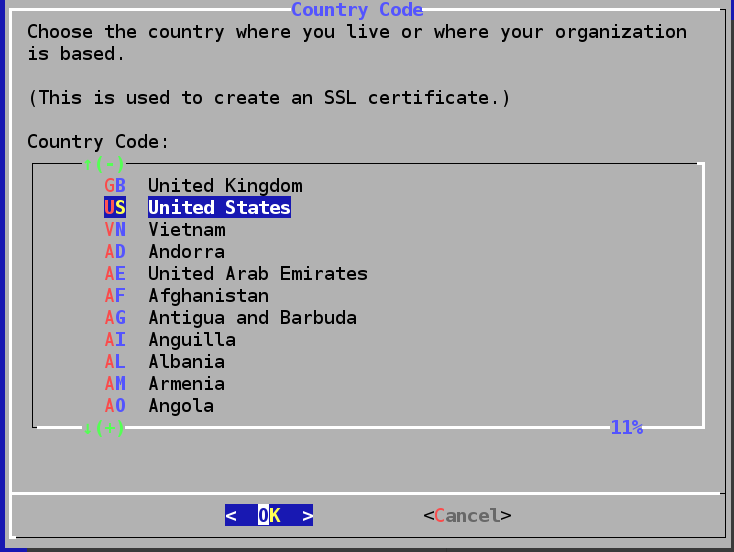 Country Code
Choose the country where you live or where your organization
is based.
(This is used to create an SSL certificate.)
Country Code:
↑(-)
GB United Kingdom
US United States
VN Vietnam
AD Andorra
AE United Arab Emirates
AF Afghanistan
AG Antigua and Barbuda
AI Anguilla
AL Albania
AM Armenia
AO Angola
↓(+) 11%
< OK > <Cancel>